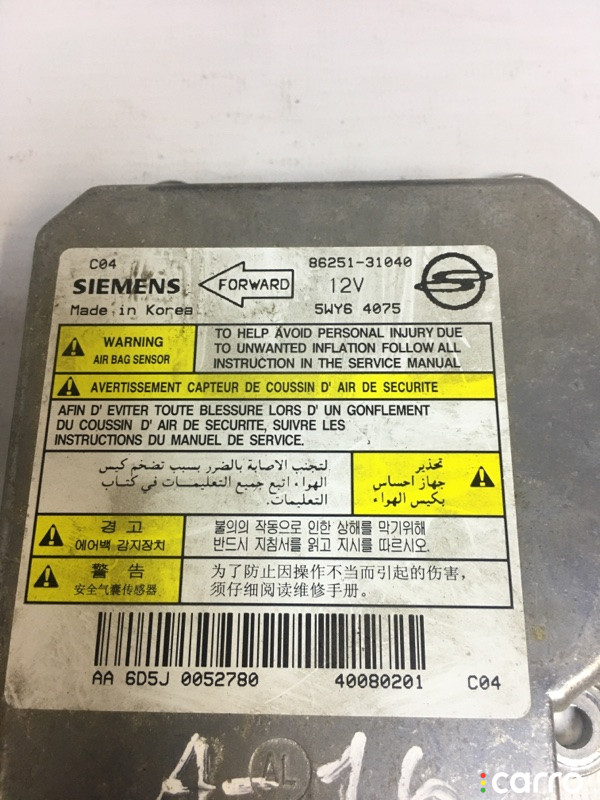 C04 86251-31040
SIEMENS FORWARD 12V
Made in Korea 5WY6 4075
WARNING
AIR BAG SENSOR
TO HELP AVOID PERSONAL INJURY DUE
TO UNWANTED INFLATION FOLLOW ALL
INSTRUCTION IN THE SERVICE MANUAL
AVERTISSEMENT CAPTEUR DE COUSSIN D' AIR DE SECURITE
AFIN D' EVITER TOUTE BLESSURE LORS D' UN GONFLEMENT
DU COUSSIN D' AIR DE SECURITE, SUIVRE LES
INSTRUCTIONS DU MANUEL DE SERVICE.
تحذير
جهاز احساس
بكيس الهواء
لتجنب الاصابة بالضرر بسبب تضخم كيس
الهواء اتبع جميع التعليمات في كتاب
التعليمات.
경 고
에어백 감지장치
불의의 작동으로 인한 상해를 막기위해
반드시 지침서를 읽고 지시를 따르시오.
警 告
安全气囊传感器
为了防止因操作不当而引起的伤害,
须仔细阅读维修手册。
AA 6D5J 0052780 40080201 C04
A-16
AL
carro